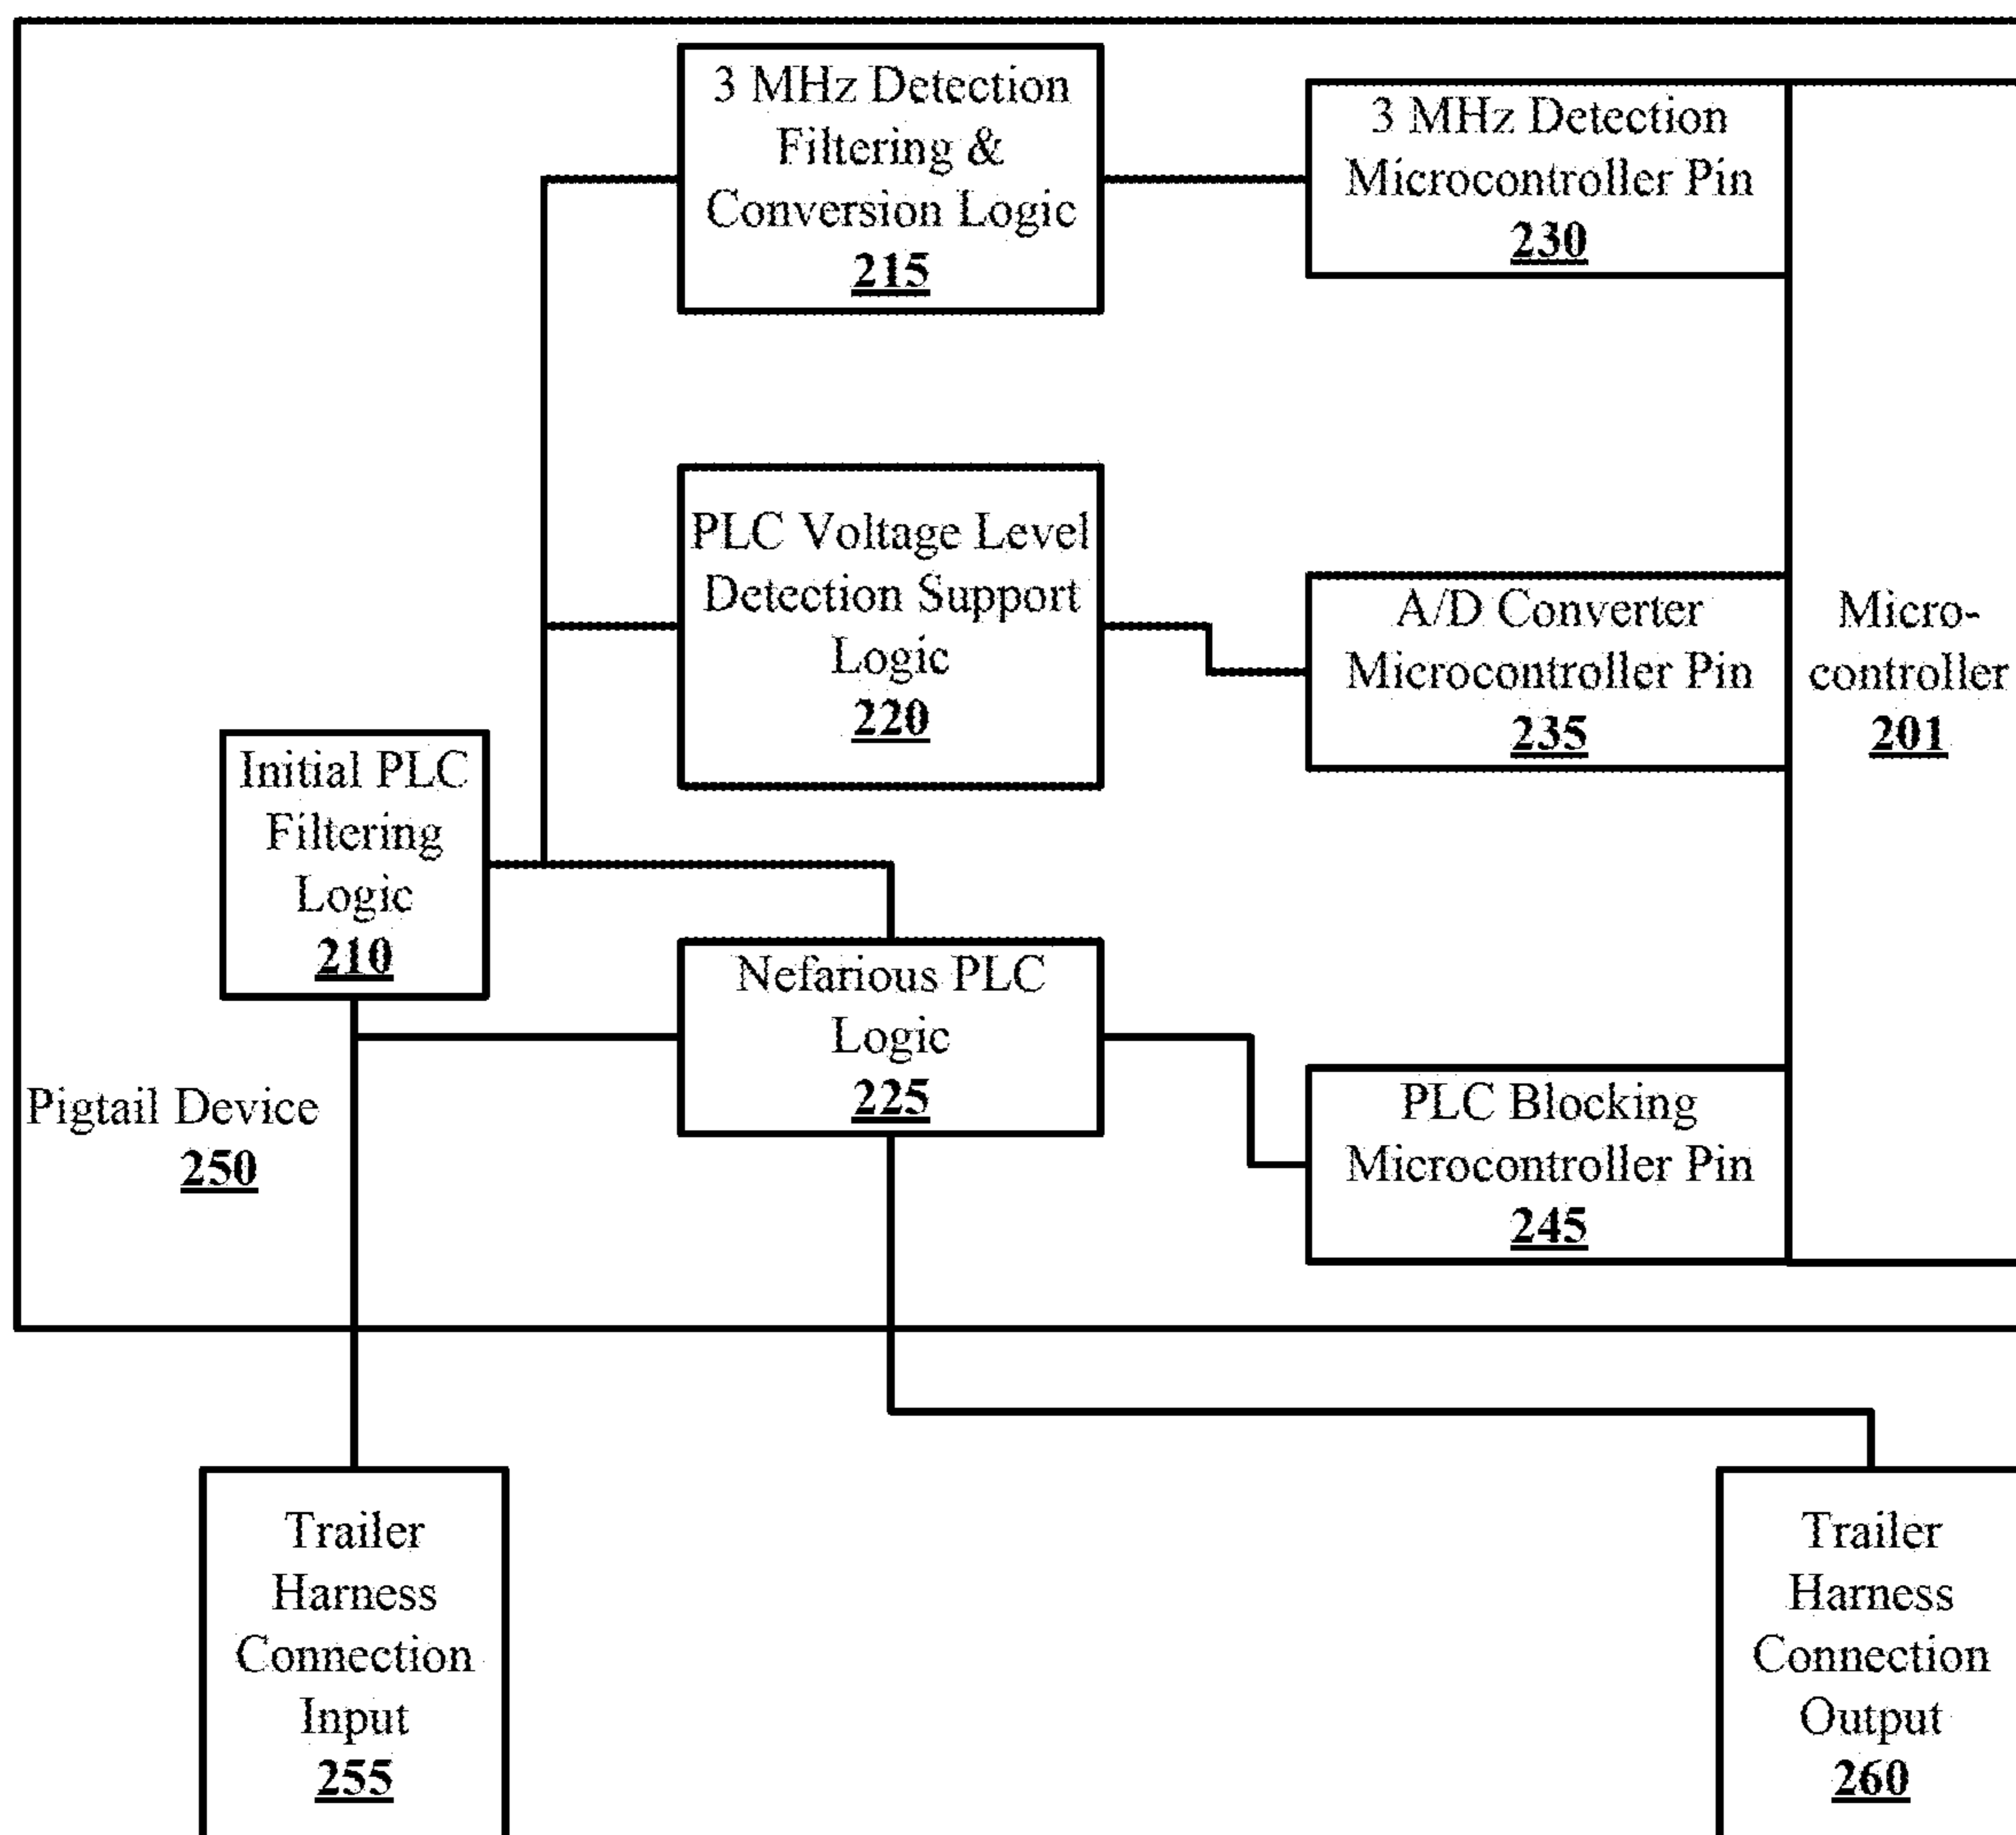 3 MHz Detection
Filtering &
Conversion Logic
215
3 MHz Detection
Microcontroller Pin
230
PLC Voltage Level
Detection Support
Logic
220
A/D Converter
Microcontroller Pin
235
Micro-
controller
201
Initial PLC
Filtering
Logic
210
Nefarious PLC
Logic
225
PLC Blocking
Microcontroller Pin
245
Pigtail Device
250
Trailer
Harness
Connection
Input
255
Trailer
Harness
Connection
Output
260